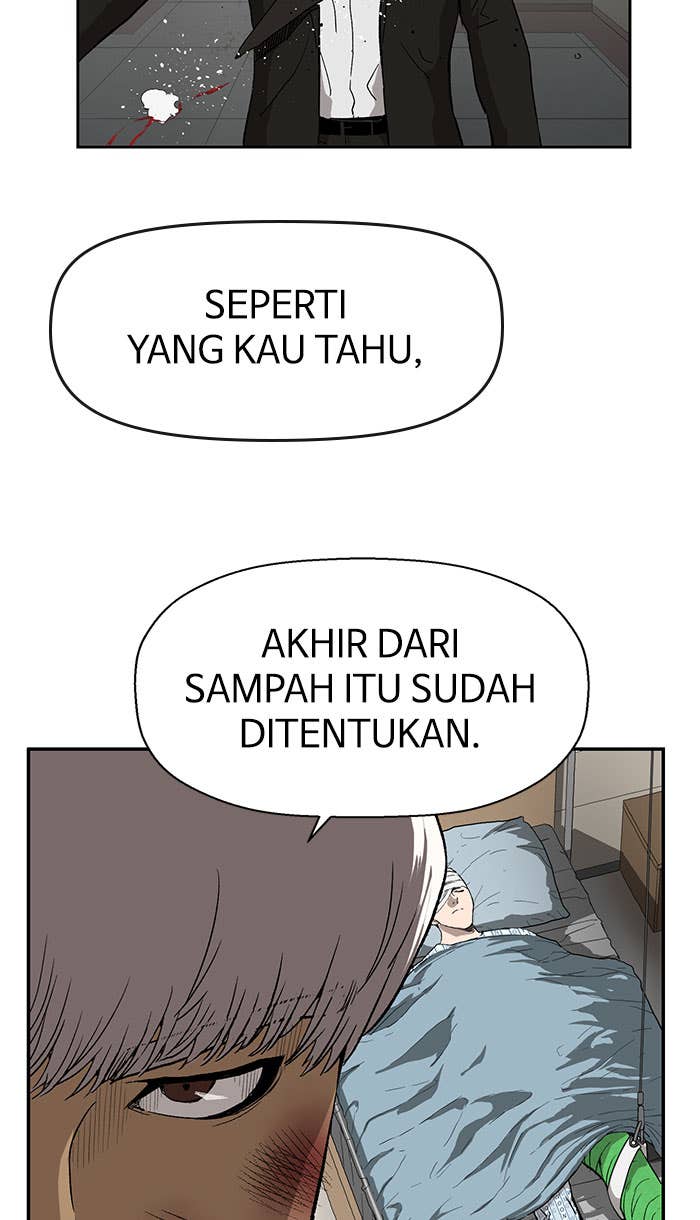 SEPERTI
YANG KAU TAHU,
AKHIR DARI
SAMPAH ITU SUDAH
DITENTUKAN.